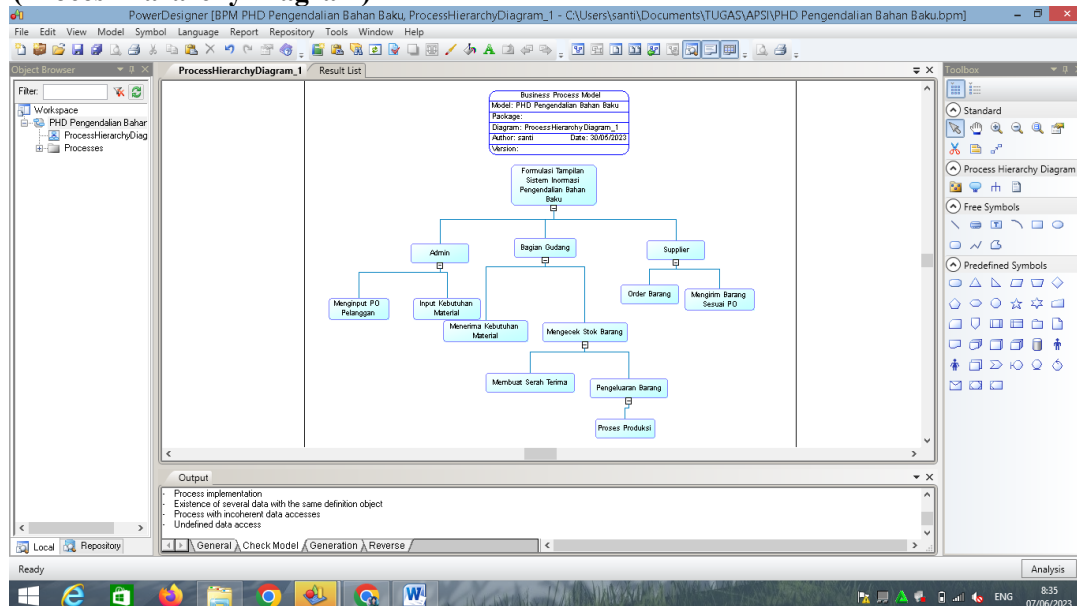 (Proces Hierarchy Diagram)
PowerDesigner [BPM PHD Pengendalian Bahan Baku, ProcessHierarchyDiagram_1 - C:\Users\santi\Documents\TUGAS\APSI\PHD Pengendalian Bahan Baku.bpm]
File Edit View Model Symbol Language Report Repository Tools Window Help
Object Browser
ProcessHierarchyDiagram_1 Result List
Toolbox
Filter:
Workspace
PHD Pengendalian Bahar
ProcessHierarchyDiag
Processes
Business Process Model
Model: PHD Pengendalian Bahan Baku
Package:
Diagram: ProcessHierarchyDiagram_1
Author: santi Date: 30/05/2023
Version:
Formulasi Tampilan
Sistem Inormasi
Pengendalian Bahan
Baku
Admin
Bagian Gudang
Supplier
Menginput PO
Pelanggan
Input Kebutuhan
Material
Menerima Kebutuhan
Material
Mengecek Stok Barang
Order Barang
Mengirim Barang
Sesuai PO
Membuat Serah Terima
Pengeluaran Barang
Proses Produksi
Standard
Process Hierarchy Diagram
Free Symbols
Predefined Symbols
Output
Process implementation
Existence of several data with the same definition object
Process with incoherent data accesses
Undefined data access
Local Repository
General Check Model Generation Reverse
Ready
Analysis
ENG
8:35
07/06/2023